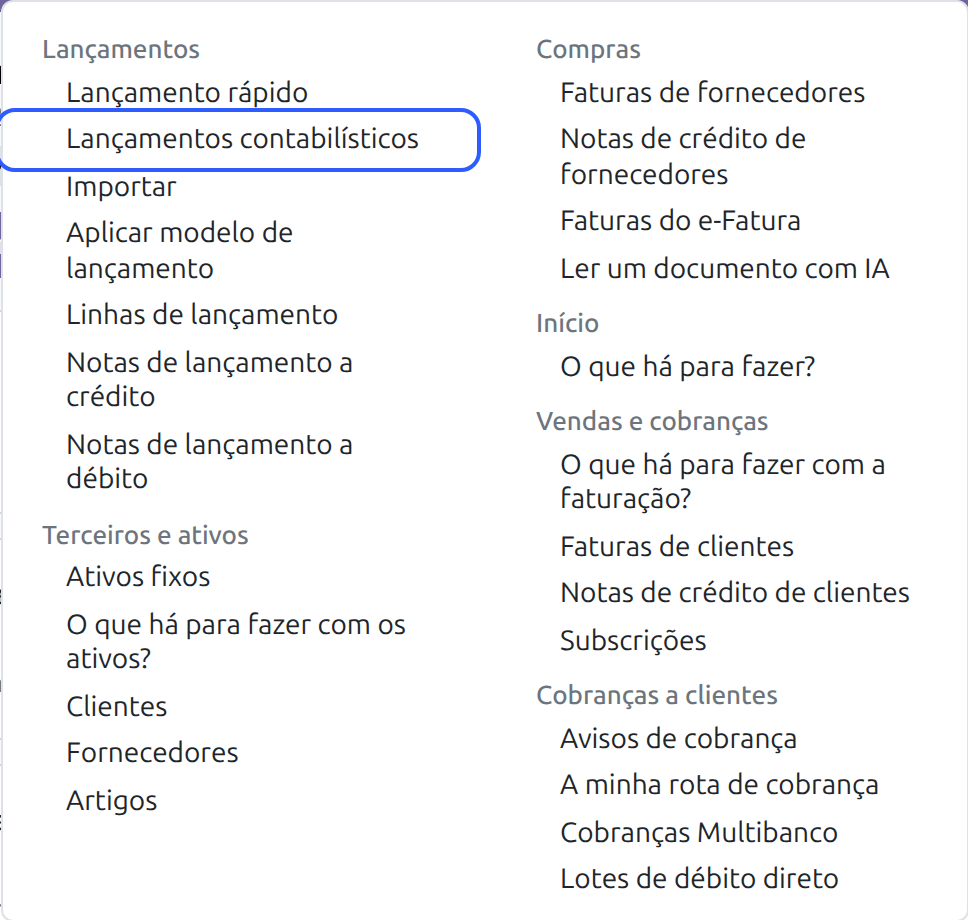 Lançamentos
Lançamento rápido
Lançamentos contabilísticos
Importar
Aplicar modelo de
lançamento
Linhas de lançamento
Notas de lançamento a
crédito
Notas de lançamento a
débito
Terceiros e ativos
Ativos fixos
O que há para fazer com os
ativos?
Clientes
Fornecedores
Artigos
Compras
Faturas de fornecedores
Notas de crédito de
fornecedores
Faturas do e-Fatura
Ler um documento com IA
Início
O que há para fazer?
Vendas e cobranças
O que há para fazer com a
faturação?
Faturas de clientes
Notas de crédito de clientes
Subscrições
Cobranças a clientes
Avisos de cobrança
A minha rota de cobrança
Cobranças Multibanco
Lotes de débito direto